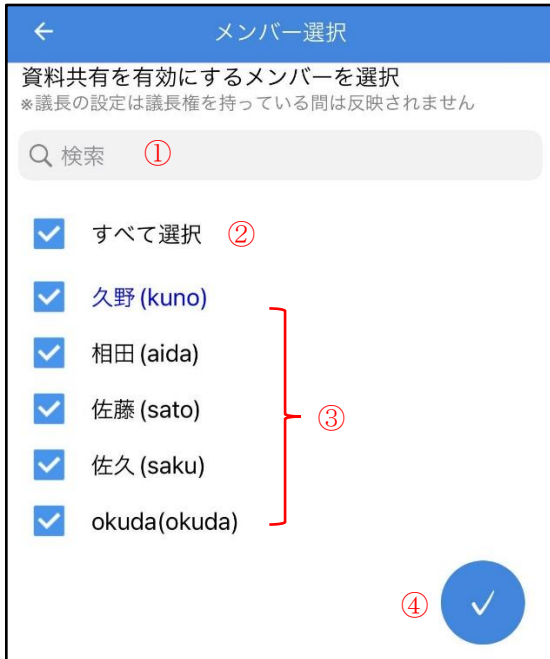 メンバー選択
資料共有を有効にするメンバーを選択
※議長の設定は議長権を持っている間は反映されません
検索 ①
すべて選択 ②
久野(kuno)
相田(aida)
佐藤(sato)
③
佐久(saku)
okuda(okuda)
④